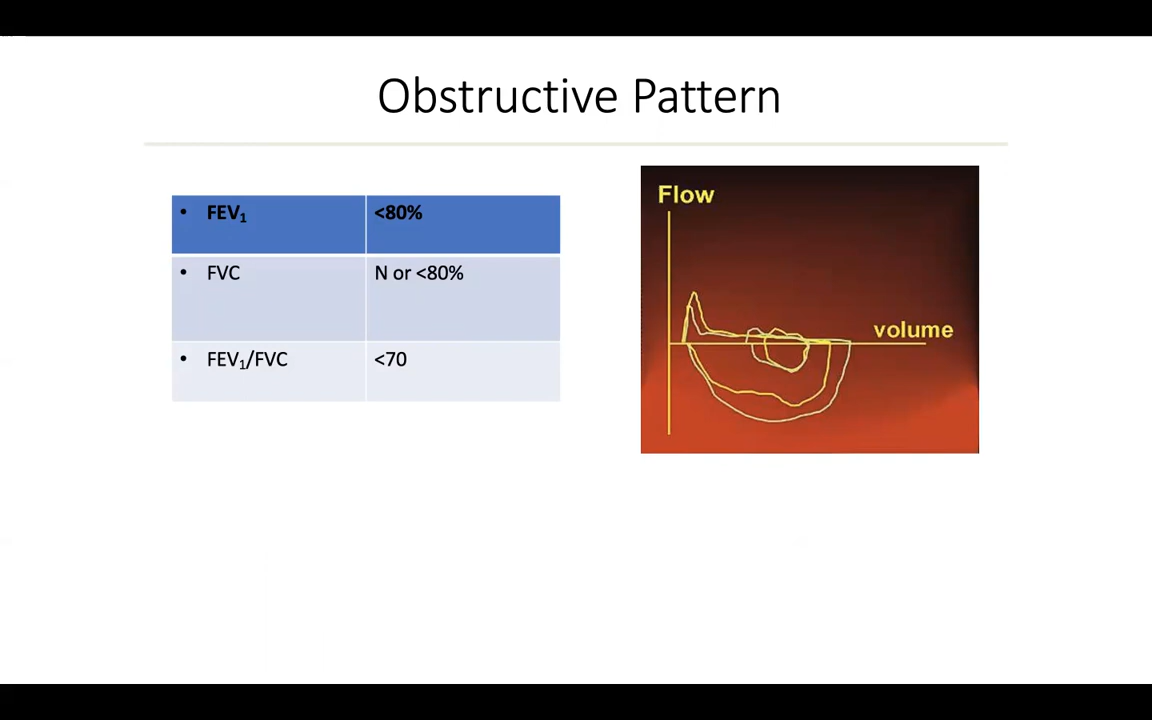 Obstructive Pattern
• FEV₁ <80%
• FVC N or <80%
• FEV₁/FVC <70
Flow
volume